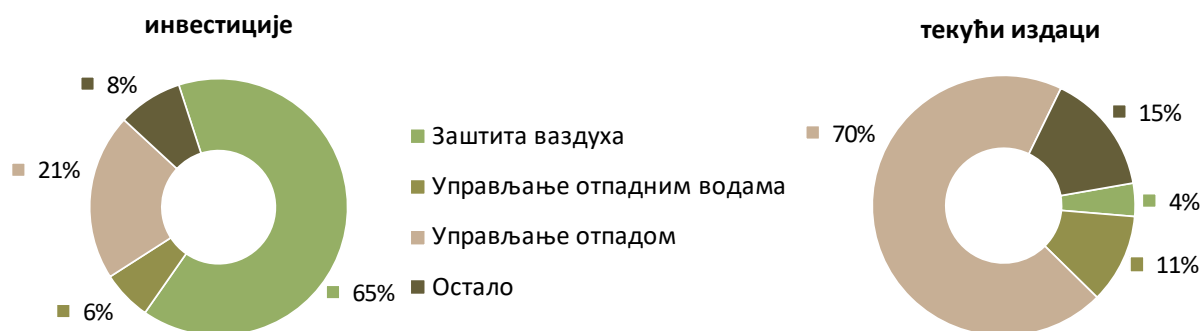 инвестиције
8%
21%
6%
65%
Заштита ваздуха
Управљање отпадним водама
Управљање отпадом
Остало
текући издаци
70%
15%
4%
11%